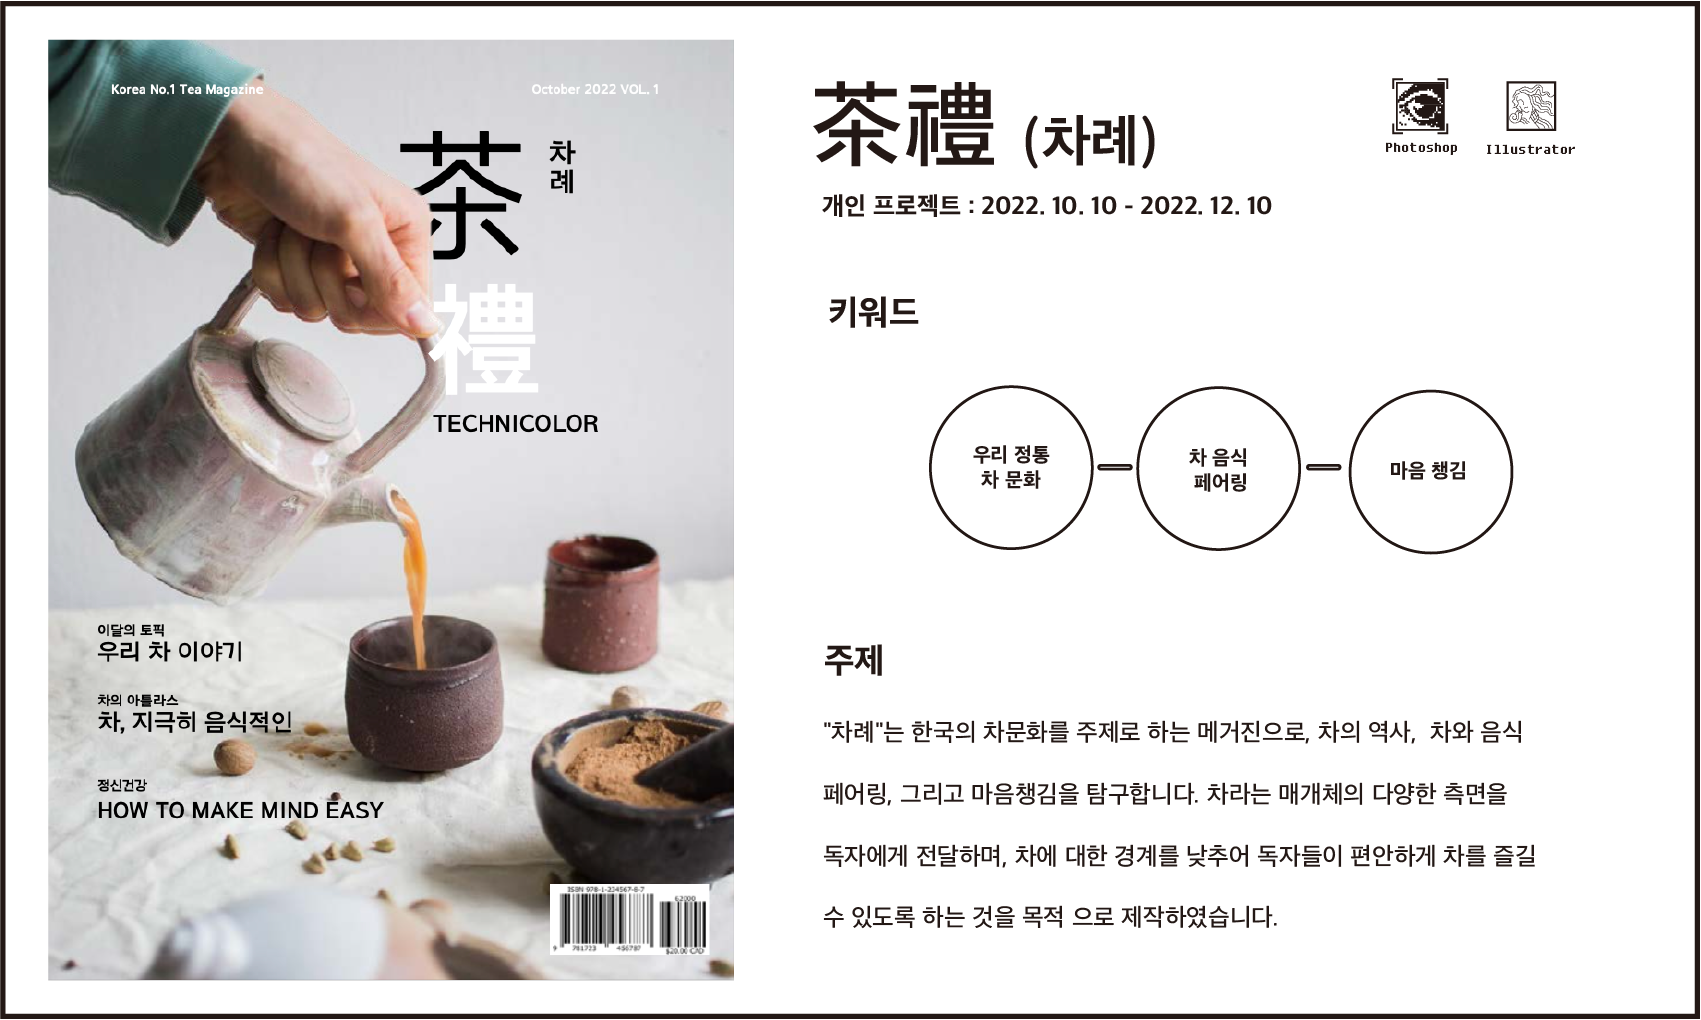 Korea No.1 Tea Magazine
October 2022 VOL. 1
茶
차
례
禮
TECHNICOLOR
이달의 토픽
우리 차 이야기
차의 아틀라스
차, 지극히 음식적인
정신건강
HOW TO MAKE MIND EASY
ISBN 978-1-234567-6-7
62000
9 781723 456787
$20.00 CAD
茶禮 (차례)
Photoshop
Illustrator
개인 프로젝트 : 2022. 10. 10 - 2022. 12. 10
키워드
우리 정통
차 문화
차 음식
페어링
마음 챙김
주제
"차례"는 한국의 차문화를 주제로 하는 메거진으로, 차의 역사, 차와 음식
페어링, 그리고 마음챙김을 탐구합니다. 차라는 매개체의 다양한 측면을
독자에게 전달하며, 차에 대한 경계를 낮추어 독자들이 편안하게 차를 즐길
수 있도록 하는 것을 목적 으로 제작하였습니다.